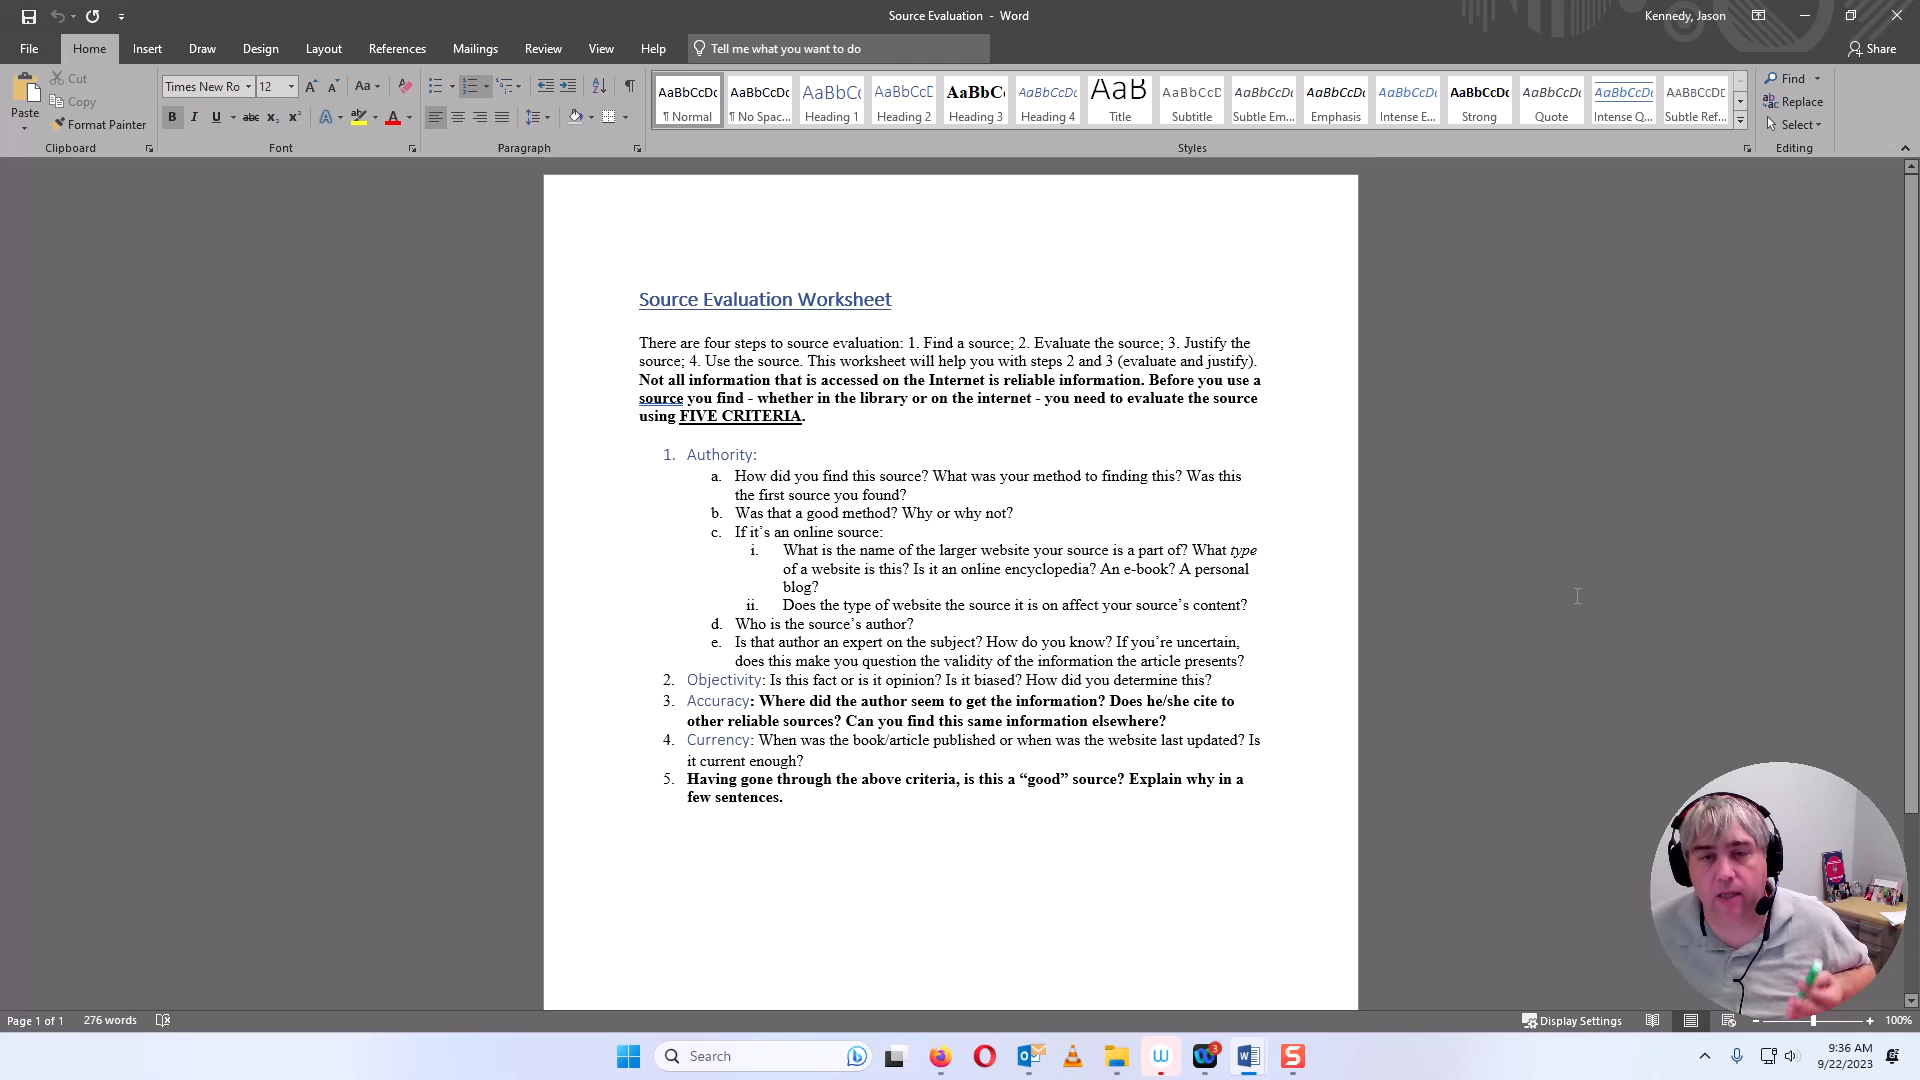 Source Evaluation - Word
Kennedy, Jason
File Home Insert Draw Design Layout References Mailings Review View Help Tell me what you want to do Share
Paste
Cut
Copy
Format Painter
Clipboard
Times New Ro 12
Font
Paragraph
AaBbCcDc AaBbCcDc AaBbCc AaBbCcE AaBbC AaBbCcDc AaB AaBbCcD AaBbCcDc AaBbCcDc AaBbCcDc AaBbCcDc AaBbCcDc AaBbCcDc AaBbCcDc
¶ Normal ¶ No Spac... Heading 1 Heading 2 Heading 3 Heading 4 Title Subtitle Subtle Em... Emphasis Intense E... Strong Quote Intense Q... Subtle Ref...
Styles
Find
Replace
Select
Editing
Source Evaluation Worksheet
There are four steps to source evaluation: 1. Find a source; 2. Evaluate the source; 3. Justify the
source; 4. Use the source. This worksheet will help you with steps 2 and 3 (evaluate and justify).
Not all information that is accessed on the Internet is reliable information. Before you use a
source you find - whether in the library or on the internet - you need to evaluate the source
using FIVE CRITERIA.
1. Authority:
a. How did you find this source? What was your method to finding this? Was this
the first source you found?
b. Was that a good method? Why or why not?
c. If it’s an online source:
i. What is the name of the larger website your source is a part of? What type
of a website is this? Is it an online encyclopedia? An e-book? A personal
blog?
ii. Does the type of website the source it is on affect your source’s content?
d. Who is the source’s author?
e. Is that author an expert on the subject? How do you know? If you’re uncertain,
does this make you question the validity of the information the article presents?
2. Objectivity: Is this fact or is it opinion? Is it biased? How did you determine this?
3. Accuracy: Where did the author seem to get the information? Does he/she cite to
other reliable sources? Can you find this same information elsewhere?
4. Currency: When was the book/article published or when was the website last updated? Is
it current enough?
5. Having gone through the above criteria, is this a “good” source? Explain why in a
few sentences.
Page 1 of 1 276 words Display Settings 100%
Search
9:36 AM
9/22/2023